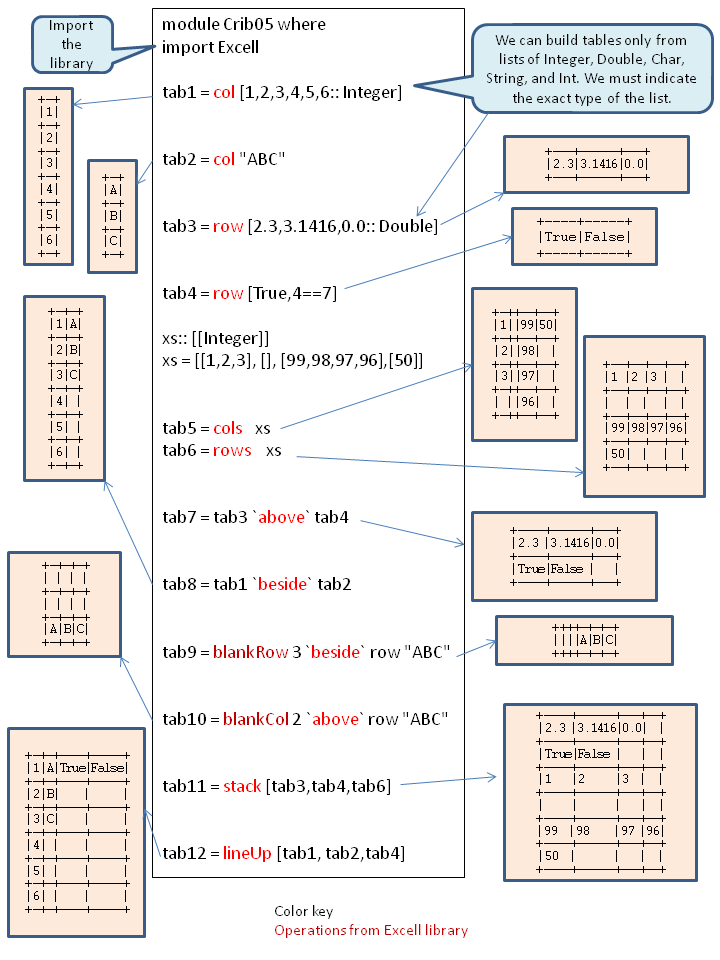 Import
the
library
module Crib05 where
import Excell
We can build tables only from
lists of Integer, Double, Char,
String, and Int. We must indicate
the exact type of the list.
tab1 = col [1,2,3,4,5,6:: Integer]
+-+
|1|
+-+
|2|
+-+
|3|
+-+
|4|
+-+
|5|
+-+
|6|
+-+
tab2 = col "ABC"
+-+
|A|
+-+
|B|
+-+
|C|
+-+
tab3 = row [2.3,3.1416,0.0:: Double]
+---+------+---+
|2.3|3.1416|0.0|
+---+------+---+
tab4 = row [True,4==7]
+----+-----+
|True|False|
+----+-----+
xs:: [[Integer]]
xs = [[1,2,3], [], [99,98,97,96],[50]]
tab5 = cols xs
+-++--+--+
|1||99|50|
+-++--+--+
|2||98| |
+-++--+--+
|3||97| |
+-++--+--+
| ||96| |
+-++--+--+
tab6 = rows xs
+--+--+--+--+
|1 |2 |3 | |
+--+--+--+--+
| | | | |
+--+--+--+--+
|99|98|97|96|
+--+--+--+--+
|50| | | |
+--+--+--+--+
tab7 = tab3 `above` tab4
+----+------+---+
|2.3 |3.1416|0.0|
+----+------+---+
|True|False | |
+----+------+---+
tab8 = tab1 `beside` tab2
+-+-+
|1|A|
+-+-+
|2|B|
+-+-+
|3|C|
+-+-+
|4| |
+-+-+
|5| |
+-+-+
|6| |
+-+-+
tab9 = blankRow 3 `beside` row "ABC"
++++-+-+-+
||||A|B|C|
++++-+-+-+
tab10 = blankCol 2 `above` row "ABC"
+-+-+-+
| | | |
+-+-+-+
| | | |
+-+-+-+
|A|B|C|
+-+-+-+
tab11 = stack [tab3,tab4,tab6]
+----+------+---+--+
|2.3 |3.1416|0.0| |
+----+------+---+--+
|True|False | | |
+----+------+---+--+
|1 |2 |3 | |
+----+------+---+--+
| | | | |
+----+------+---+--+
|99 |98 |97 |96|
+----+------+---+--+
|50 | | | |
+----+------+---+--+
tab12 = lineUp [tab1, tab2,tab4]
+-+-+----+-----+
|1|A|True|False|
+-+-+----+-----+
|2|B| | |
+-+-+----+-----+
|3|C| | |
+-+-+----+-----+
|4| | | |
+-+-+----+-----+
|5| | | |
+-+-+----+-----+
|6| | | |
+-+-+----+-----+
Color key
Operations from Excell library